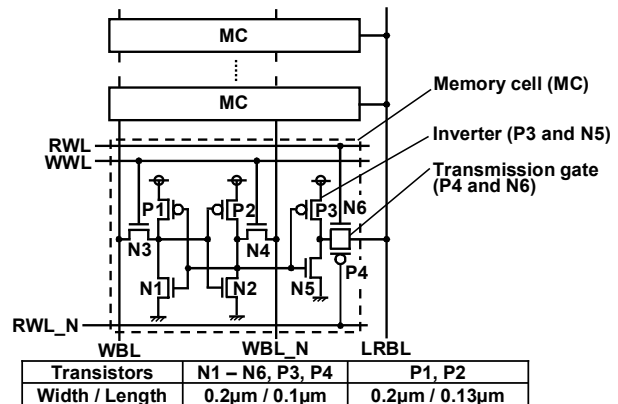 MC
MC
Memory cell (MC)
RWL
Inverter (P3 and N5)
WWL
Transmission gate
(P4 and N6)
P1
P2
P3
N6
N3
N4
P4
N1
N2
N5
RWL_N
WBL
WBL_N
LRBL
Transistors N1 – N6, P3, P4 P1, P2
Width / Length 0.2µm / 0.1µm 0.2µm / 0.13µm